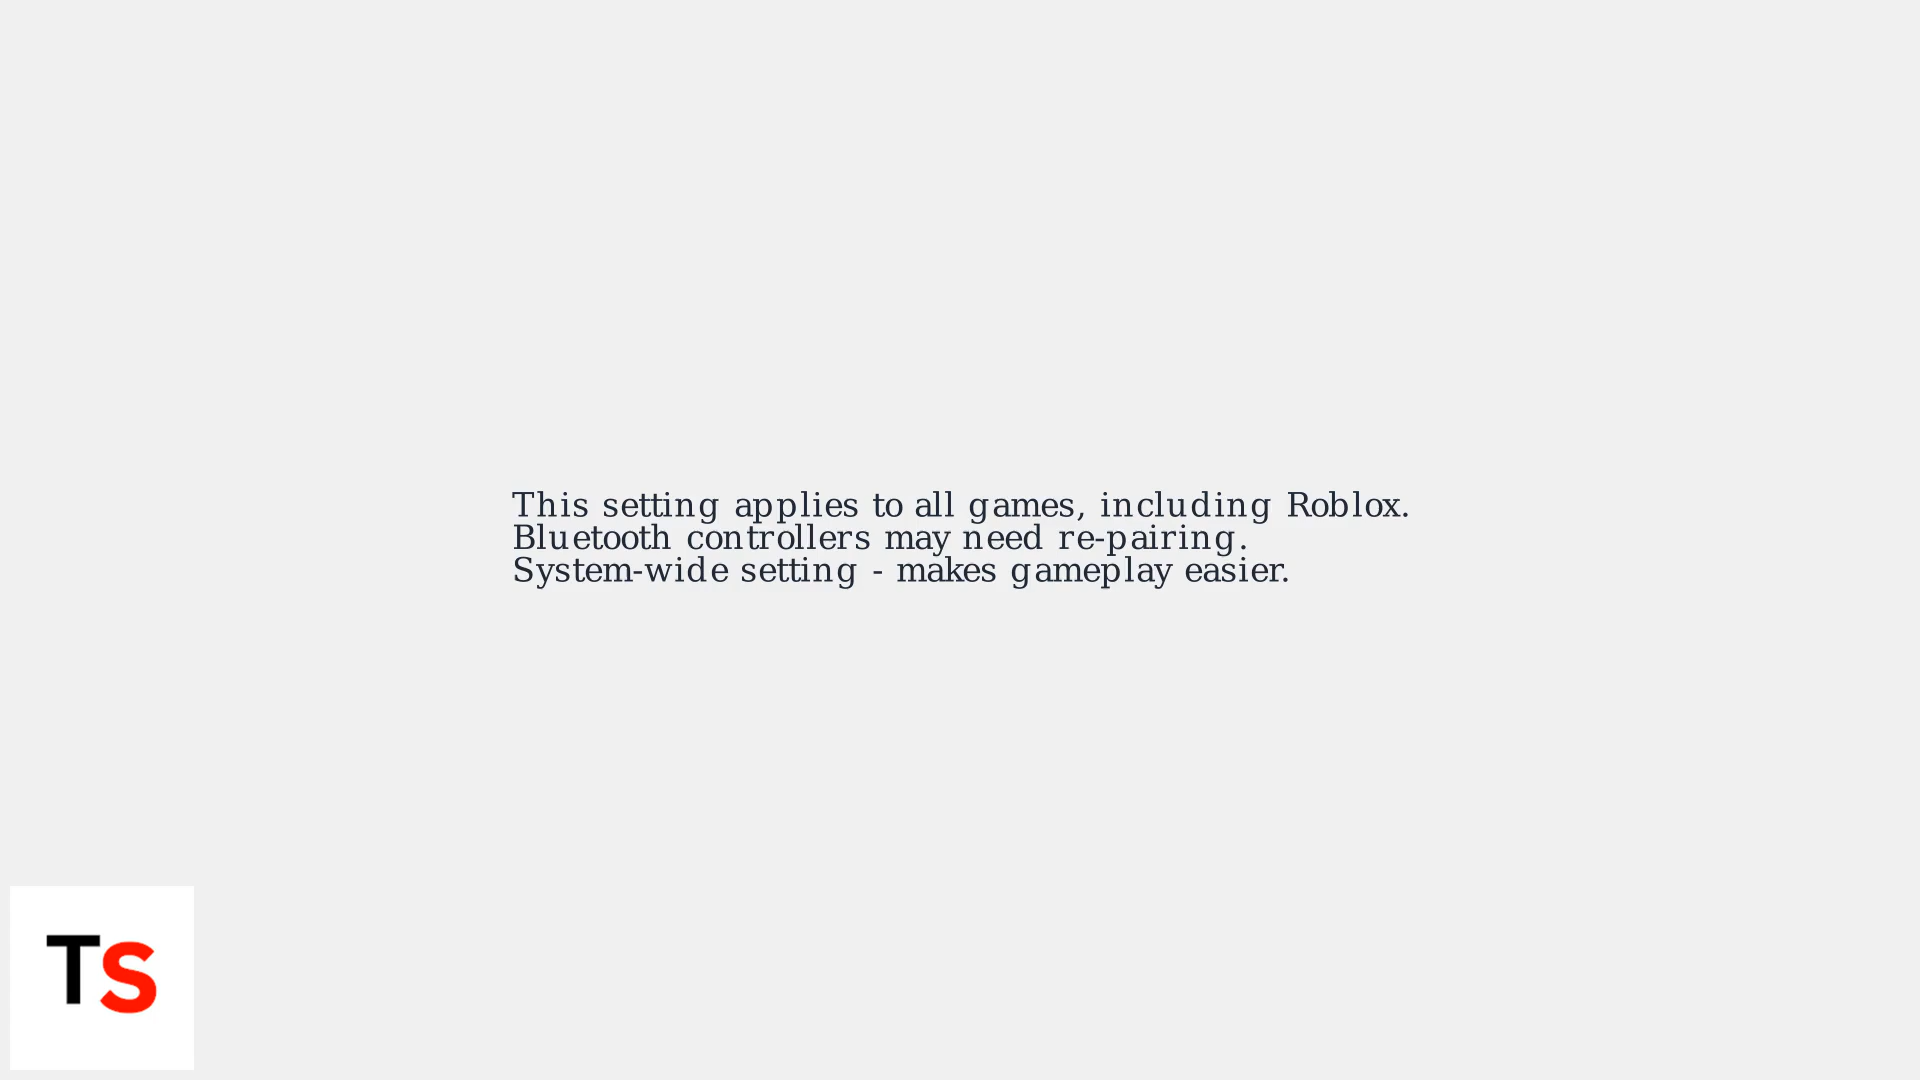 This setting applies to all games, including Roblox.
Bluetooth controllers may need re-pairing.
System-wide setting - makes gameplay easier.
TS